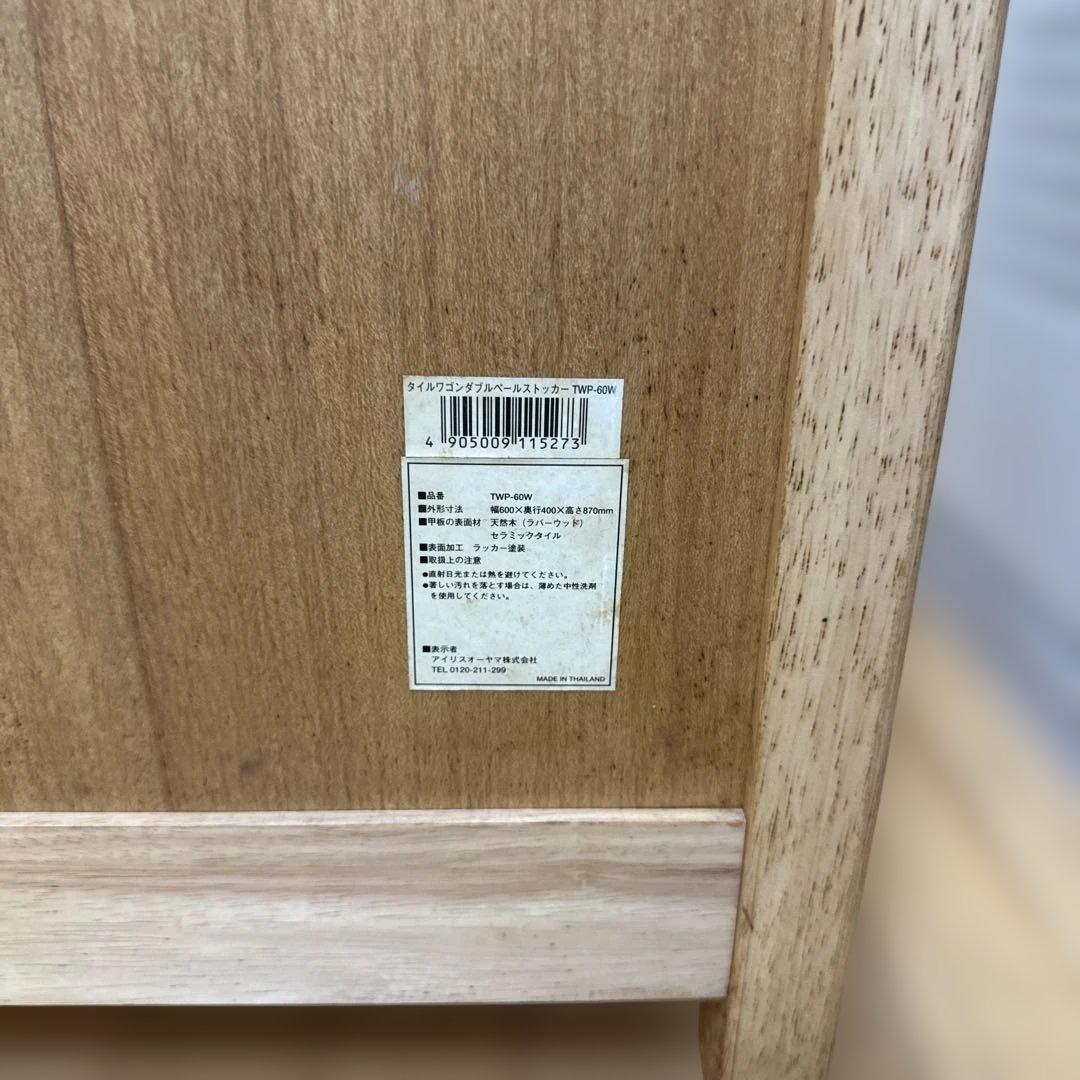 タイルワゴンダブルペールストッカー TWP-60W
4 905009 115273
■品番 TWP-60W
■外形寸法 幅600×奥行400×高さ870mm
■甲板の表面材 天然木(ラバーウッド)
セラミックタイル
■表面加工 ラッカー塗装
■取扱上の注意
●直射日光または熱を避けてください。
●著しい汚れを落とす場合は、薄めた中性洗剤
を使用してください。
■表示者
アイリスオーヤマ株式会社
TEL 0120-211-299
MADE IN THAILAND